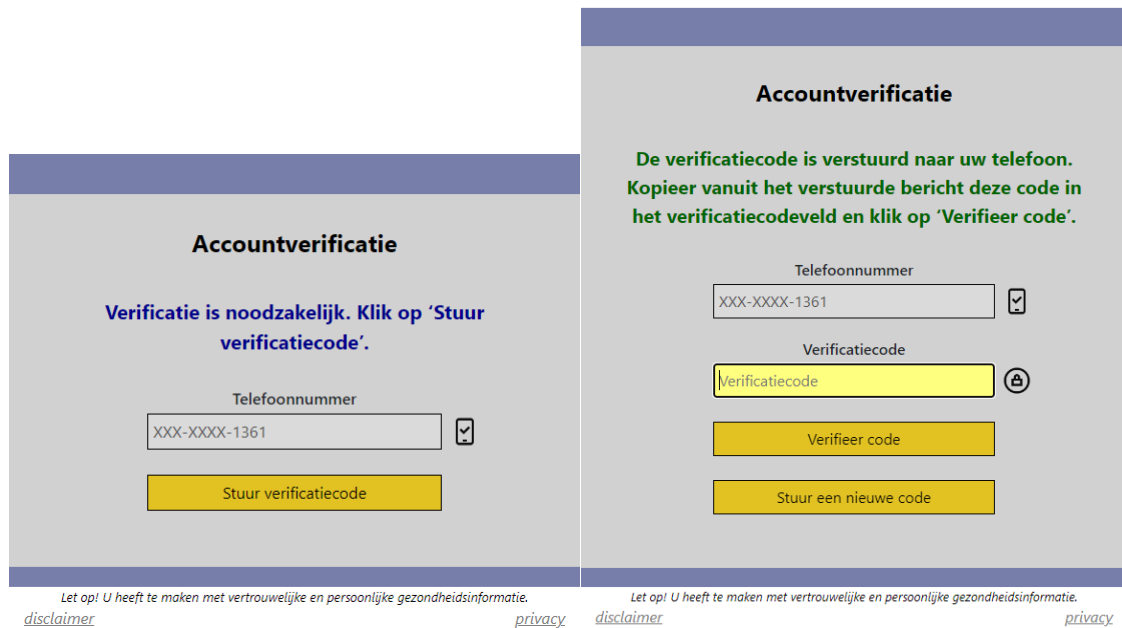 Accountverificatie
Verificatie is noodzakelijk. Klik op ‘Stuur
verificatiecode’.
Telefoonnummer
XXX-XXXX-1361
Stuur verificatiecode
Let op! U heeft te maken met vertrouwelijke en persoonlijke gezondheidsinformatie.
disclaimer
privacy
Accountverificatie
De verificatiecode is verstuurd naar uw telefoon.
Kopieer vanuit het verstuurde bericht deze code in
het verificatiecodeveld en klik op ‘Verifieer code’.
Telefoonnummer
XXX-XXXX-1361
Verificatiecode
Verificatiecode
Verifieer code
Stuur een nieuwe code
Let op! U heeft te maken met vertrouwelijke en persoonlijke gezondheidsinformatie.
disclaimer
privacy